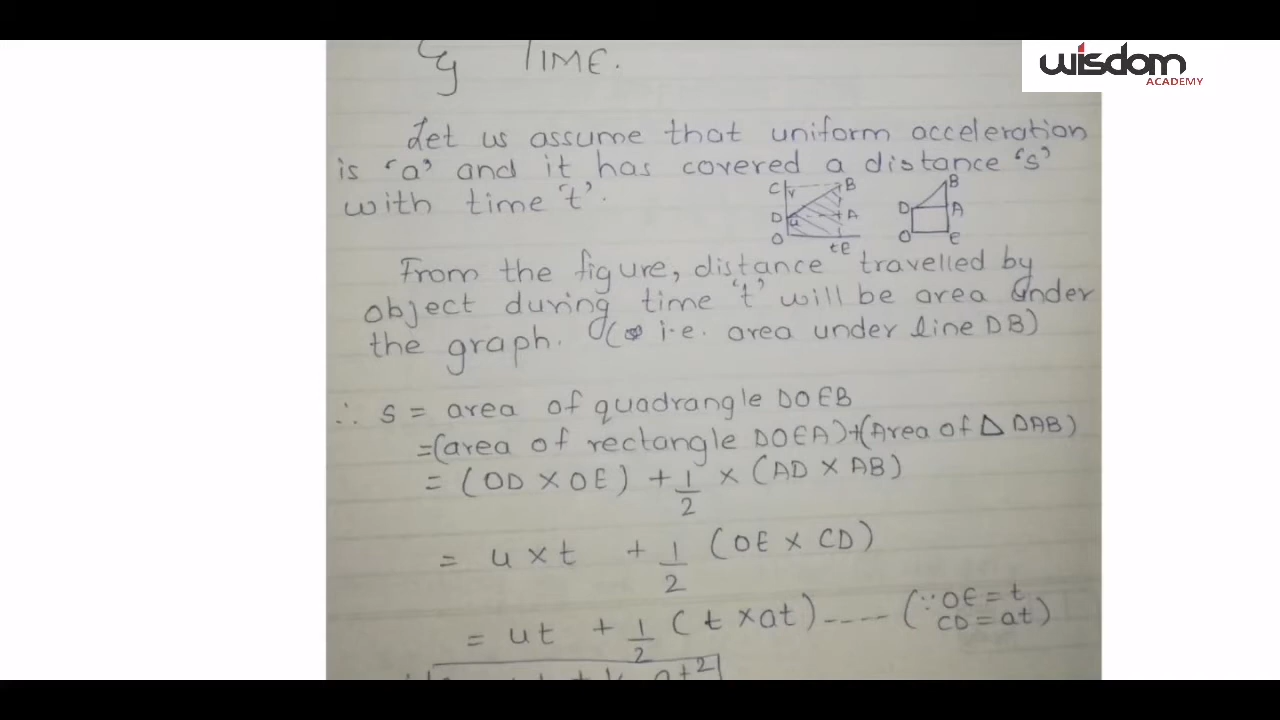 wisdom
ACADEMY
TIME.
Let us assume that uniform acceleration
is 'a' and it has covered a distance 's'
with time 't'.
C V B
D u A
O t E
B
D A
O E
From the figure, distance travelled by
object during time 't' will be area under
the graph. (i.e. area under line DB)
∴ s = area of quadrangle DOEB
=(area of rectangle DOEA)+(Area of △ DAB)
= (OD × OE) + 1/2 × (AD × AB)
= u × t + 1/2 (OE × CD)
= ut + 1/2 (t × at) ---- (∵ OE = t
CD = at)